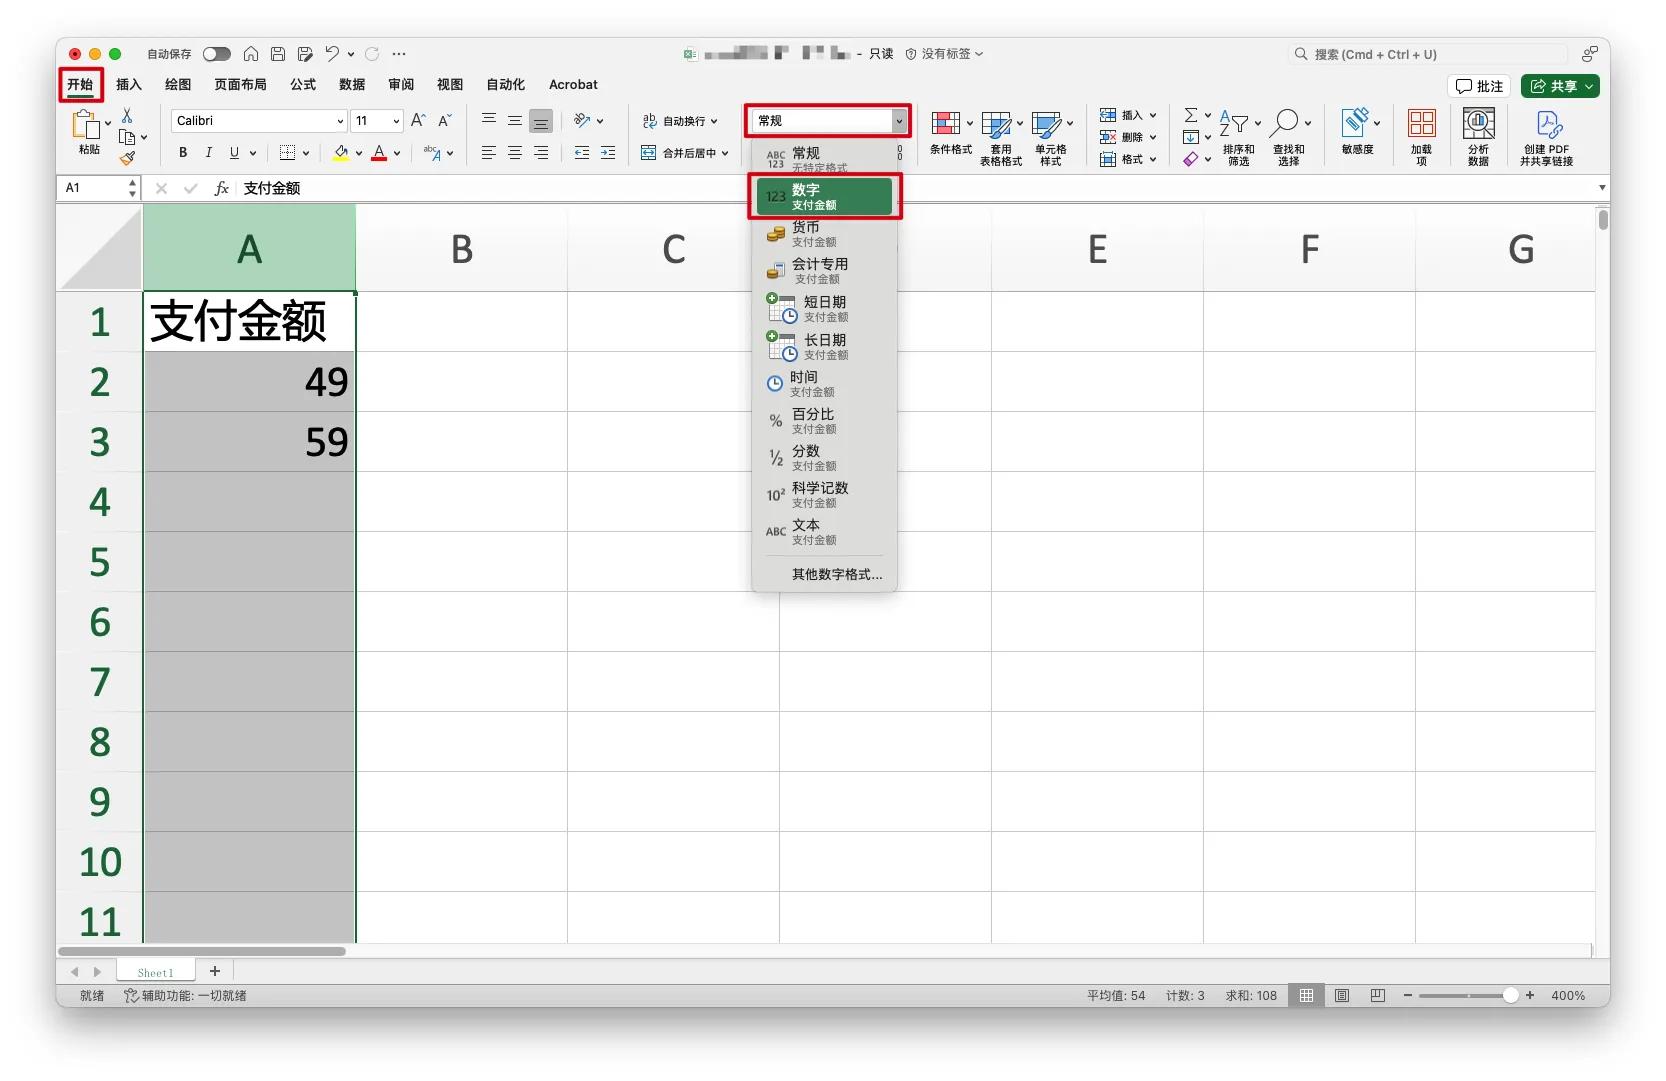 自动保存
- 只读
没有标签
搜索 (Cmd + Ctrl + U)
开始 插入 绘图 页面布局 公式 数据 审阅 视图 自动化 Acrobat
批注 共享
粘贴
Calibri 11
B I U
自动换行
合并后居中
常规
条件格式
套用
表格格式
单元格
样式
插入
删除
格式
排序和
筛选
查找和
选择
敏感度
加载
项
分析
数据
创建 PDF
并共享链接
A1 fx 支付金额
ABC
123
常规
无特定格式
123 数字
支付金额
货币
支付金额
会计专用
支付金额
短日期
支付金额
长日期
支付金额
时间
支付金额
% 百分比
支付金额
½ 分数
支付金额
10² 科学记数
支付金额
ABC 文本
支付金额
其他数字格式...
A B C E F G
1 支付金额
2 49
3 59
4
5
6
7
8
9
10
11
Sheet1 +
就绪 辅助功能: 一切就绪 平均值: 54 计数: 3 求和: 108 − + 400%